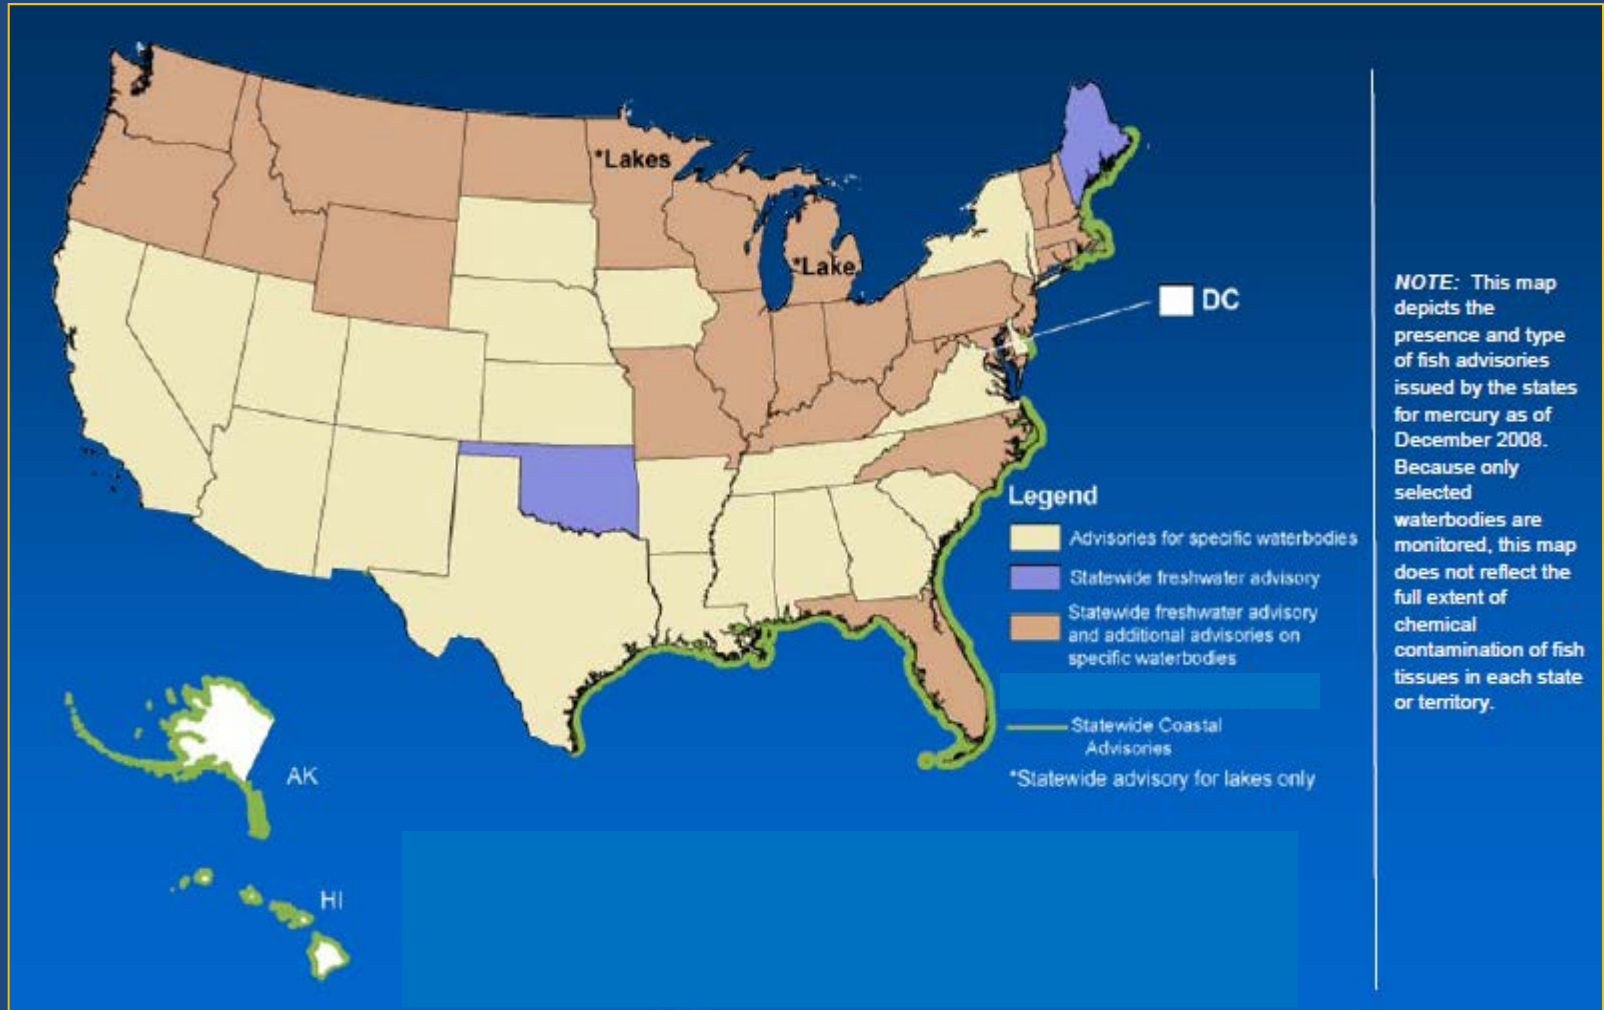 *Lakes
*Lake
DC
NOTE: This map
depicts the
presence and type
of fish advisories
issued by the states
for mercury as of
December 2008.
Because only
selected
waterbodies are
monitored, this map
does not reflect the
full extent of
chemical
contamination of fish
tissues in each state
or territory.
Legend
Advisories for specific waterbodies
Statewide freshwater advisory
Statewide freshwater advisory
and additional advisories on
specific waterbodies
Statewide Coastal
Advisories
*Statewide advisory for lakes only
AK
HI